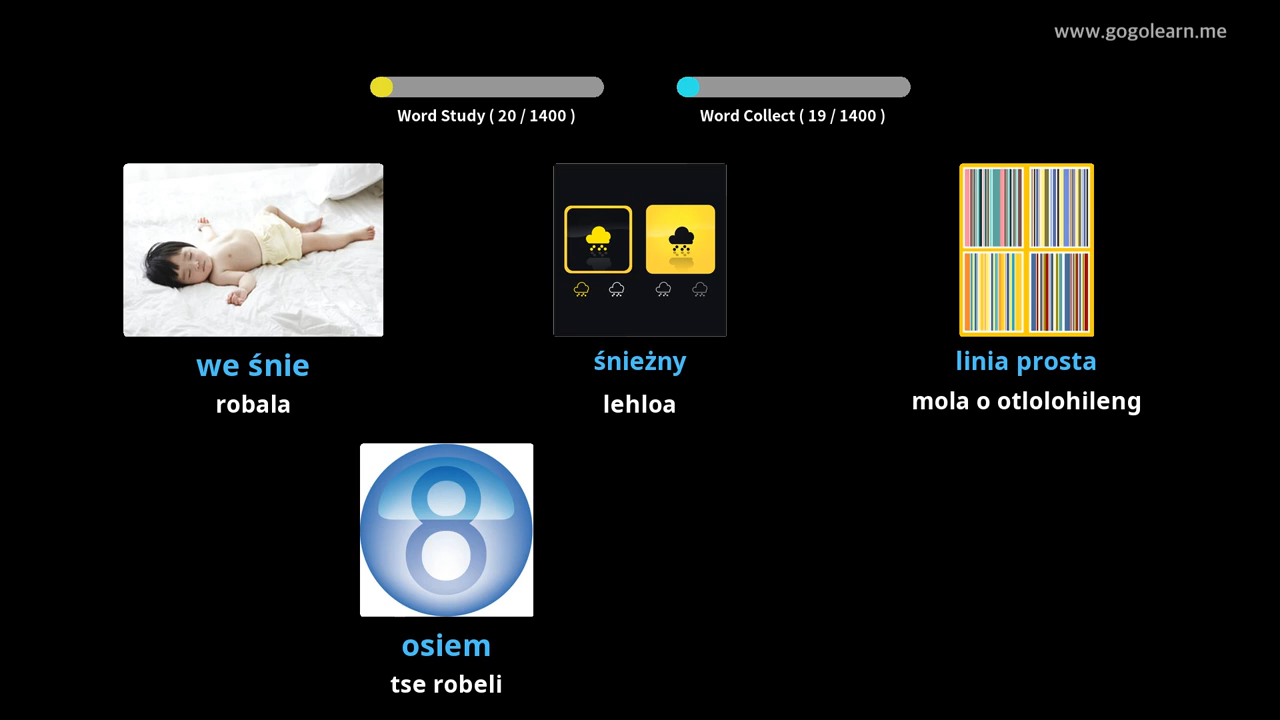 www.gogolearn.me
Word Study ( 20 / 1400 )
Word Collect ( 19 / 1400 )
we śnie
robala
śnieżny
lehloa
linia prosta
mola o otlolohileng
8
osiem
tse robeli